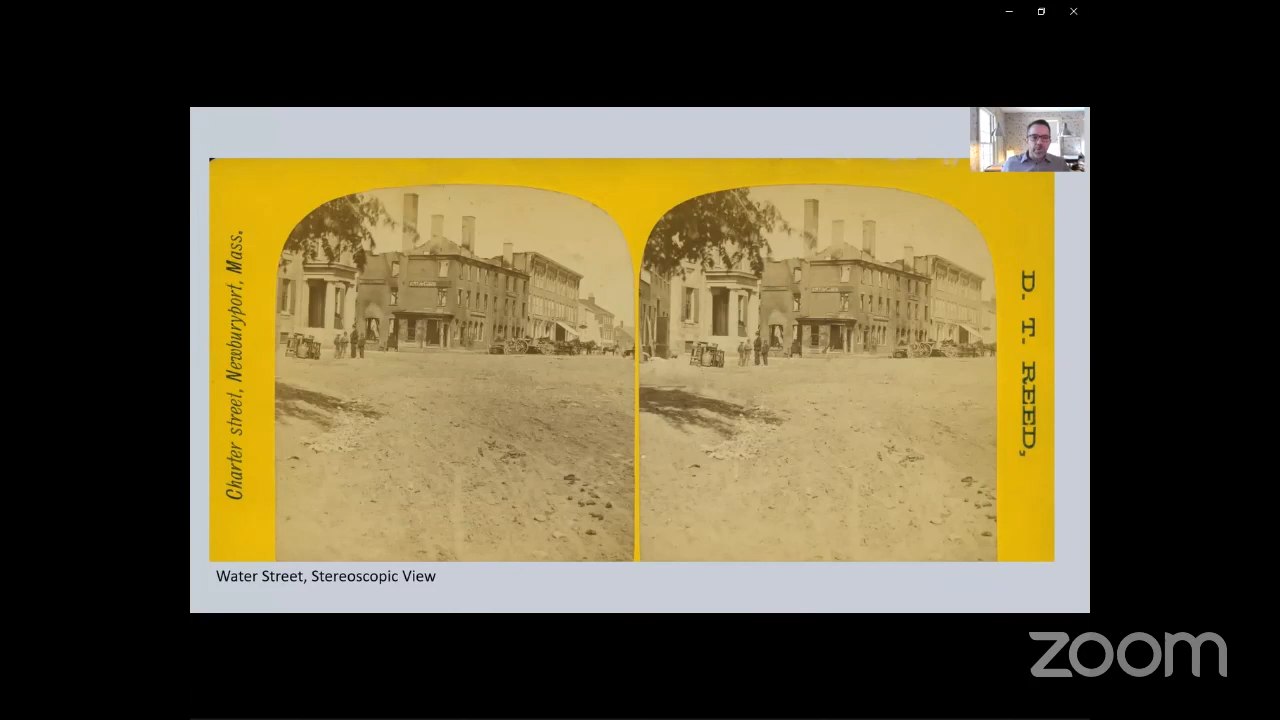 Charter street, Newburyport, Mass.
D. T. REED,
Water Street, Stereoscopic View
zoom